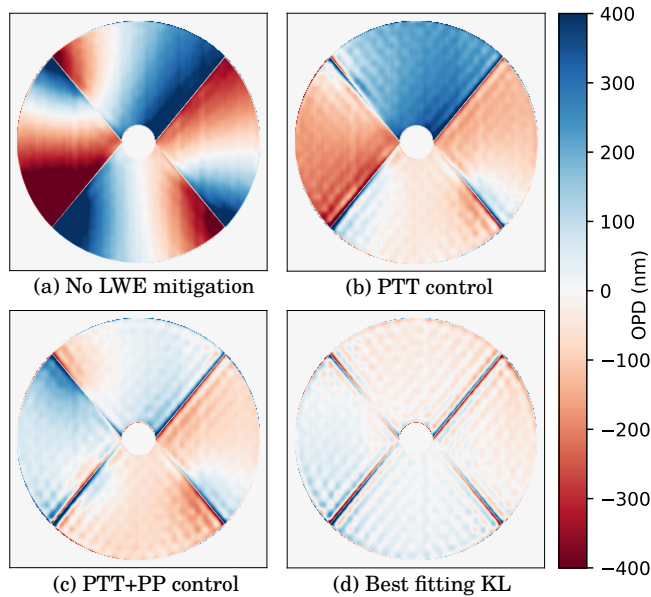 (a) No LWE mitigation
(b) PTT control
(c) PTT+PP control
(d) Best fitting KL
400
300
200
100
0
−100
−200
−300
−400
OPD (nm)